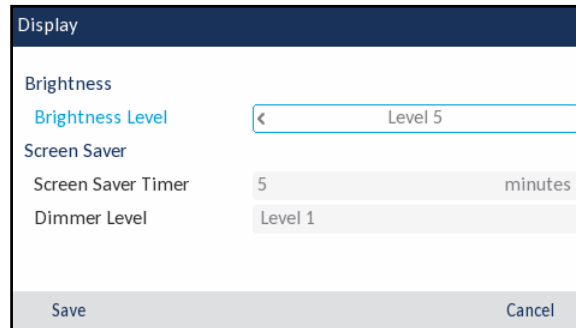 Display
Brightness
Brightness Level < Level 5
Screen Saver
Screen Saver Timer 5 minutes
Dimmer Level Level 1
Save Cancel